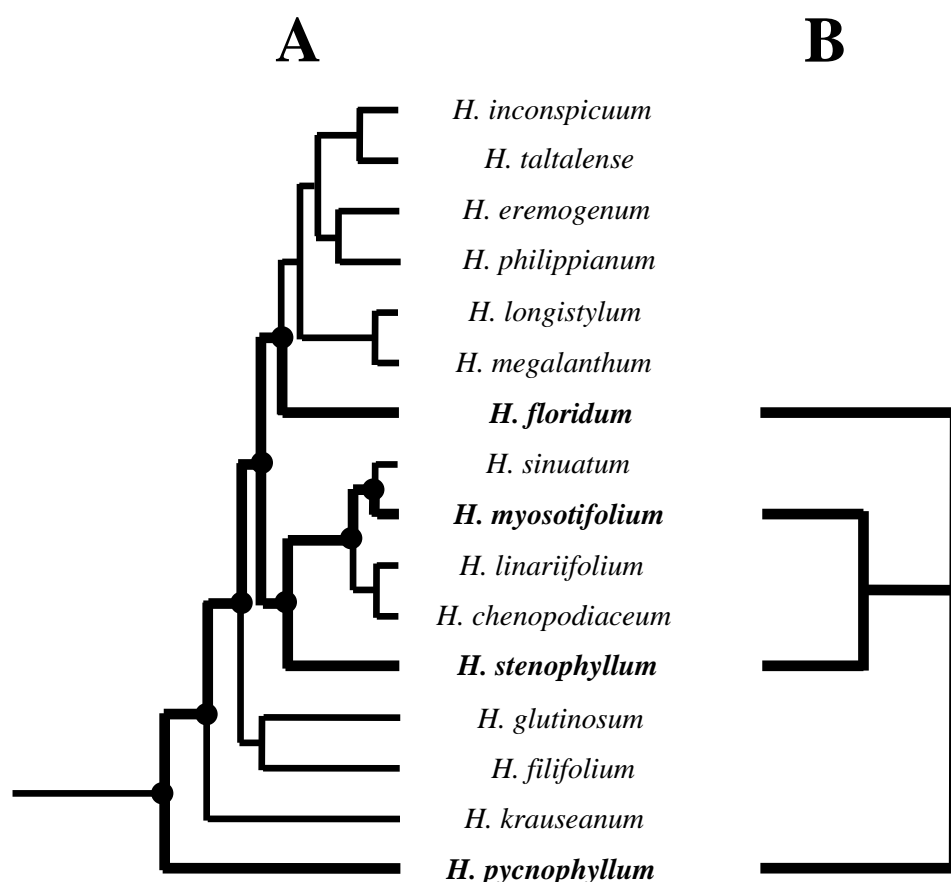 A B
H. inconspicuum
H. taltalense
H. eremogenum
H. philippianum
H. longistylum
H. megalanthum
H. floridum
H. sinuatum
H. myosotifolium
H. linariifolium
H. chenopodiaceum
H. stenophyllum
H. glutinosum
H. filifolium
H. krauseanum
H. pycnophyllum